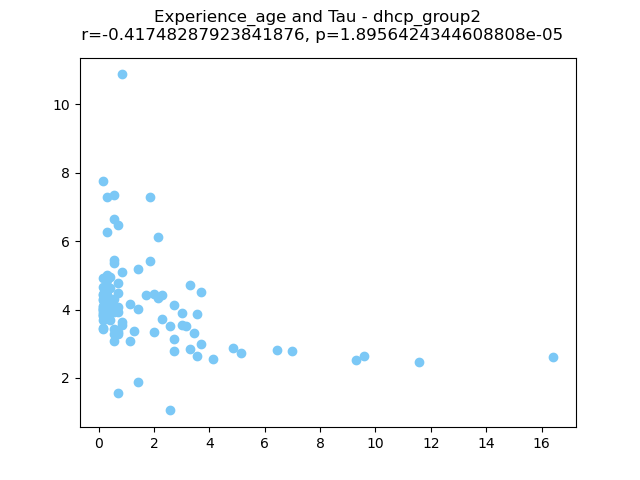 Experience_age and Tau - dhcp_group2
r=-0.41748287923841876, p=1.8956424344608808e-05
10
8
6
4
2
0 2 4 6 8 10 12 14 16